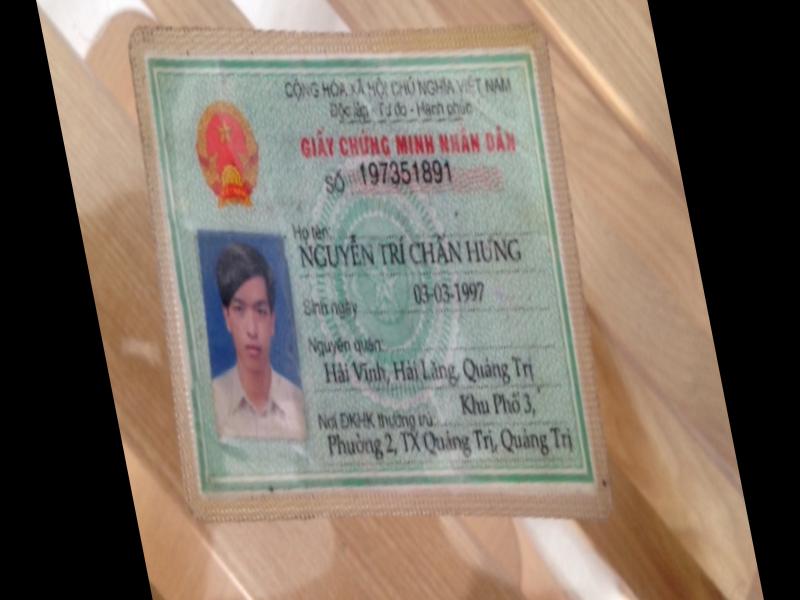 CỘNG HÒA XÃ HỘI CHỦ NGHĨA VIỆT NAM
Độc lập - Tự do - Hạnh phúc
GIẤY CHỨNG MINH NHÂN DÂN
SỐ 197351891
Họ tên:
NGUYỄN TRÍ CHẤN HƯNG
Sinh ngày 03-03-1997
Nguyên quán:
Hải Vĩnh, Hải Lăng, Quảng Trị
Nơi ĐKHK thường trú: Khu Phố 3,
Phường 2, TX Quảng Trị, Quảng Trị